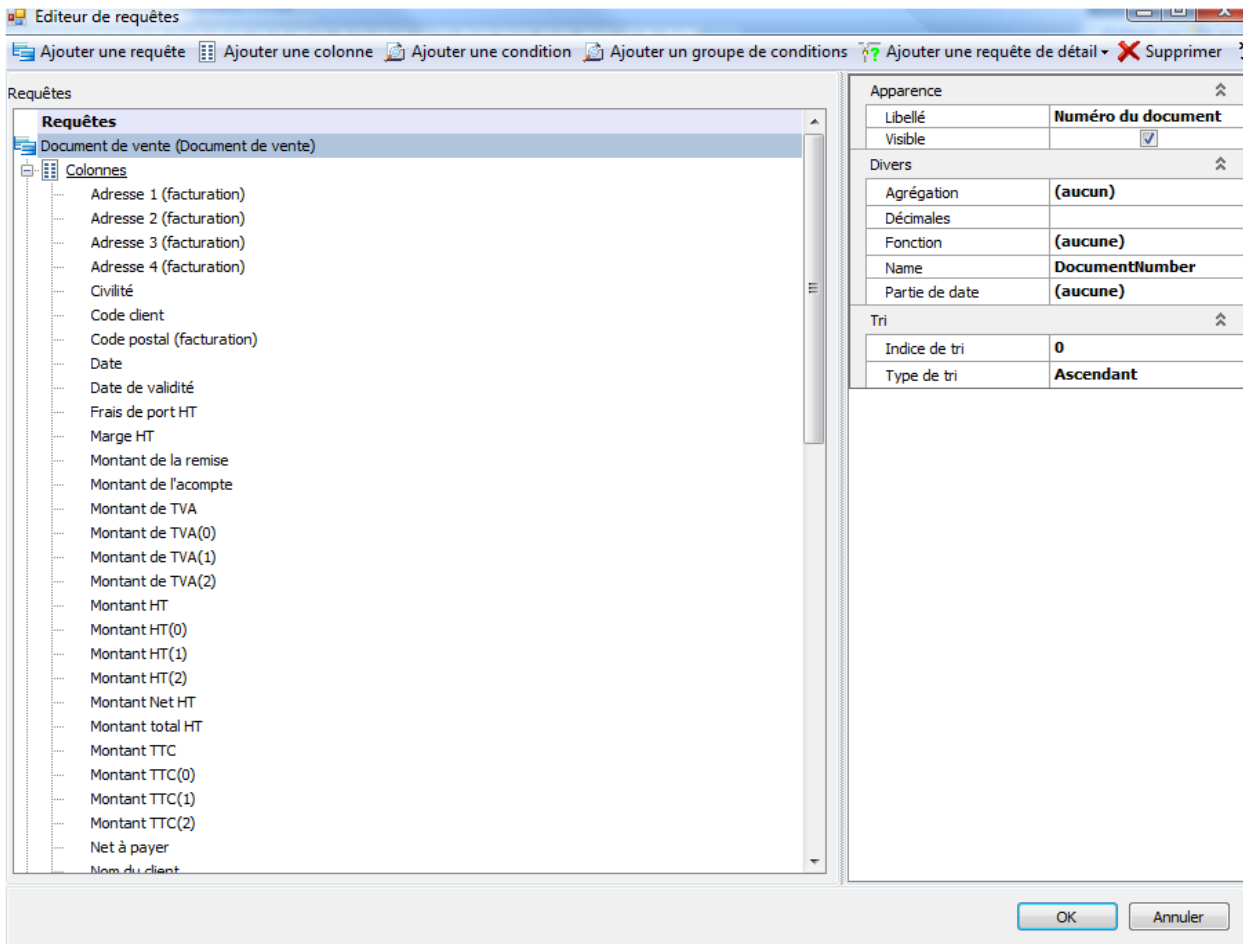 Editeur de requêtes
Ajouter une requête Ajouter une colonne Ajouter une condition Ajouter un groupe de conditions Ajouter une requête de détail Supprimer
Requêtes
Requêtes
Document de vente (Document de vente)
Colonnes
Adresse 1 (facturation)
Adresse 2 (facturation)
Adresse 3 (facturation)
Adresse 4 (facturation)
Civilité
Code client
Code postal (facturation)
Date
Date de validité
Frais de port HT
Marge HT
Montant de la remise
Montant de l'acompte
Montant de TVA
Montant de TVA(0)
Montant de TVA(1)
Montant de TVA(2)
Montant HT
Montant HT(0)
Montant HT(1)
Montant HT(2)
Montant Net HT
Montant total HT
Montant TTC
Montant TTC(0)
Montant TTC(1)
Montant TTC(2)
Net à payer
Nom du client
Apparence
Libellé Numéro du document
Visible
Divers
Agrégation (aucun)
Décimales
Fonction (aucune)
Name DocumentNumber
Partie de date (aucune)
Tri
Indice de tri 0
Type de tri Ascendant
OK Annuler